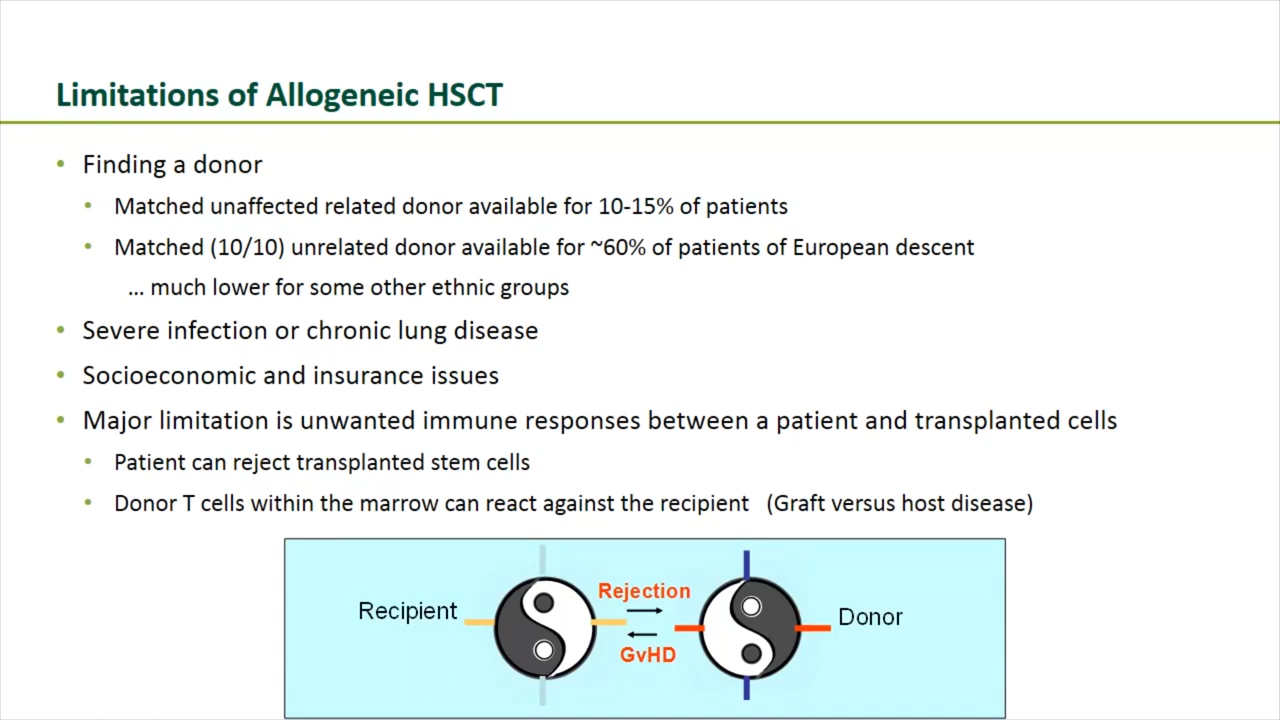 Limitations of Allogeneic HSCT
• Finding a donor
• Matched unaffected related donor available for 10-15% of patients
• Matched (10/10) unrelated donor available for ~60% of patients of European descent
... much lower for some other ethnic groups
• Severe infection or chronic lung disease
• Socioeconomic and insurance issues
• Major limitation is unwanted immune responses between a patient and transplanted cells
• Patient can reject transplanted stem cells
• Donor T cells within the marrow can react against the recipient (Graft versus host disease)
Rejection
Recipient
Donor
GvHD